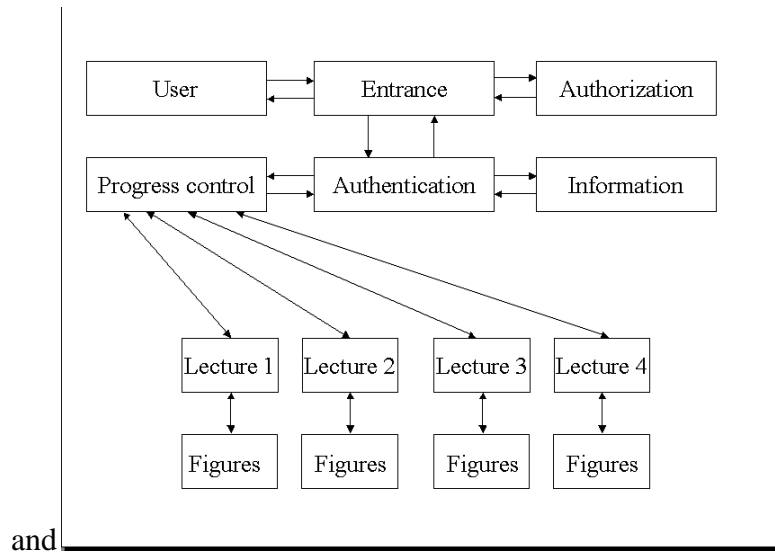 User Entrance Authorization
Progress control Authentication Information
Lecture 1 Lecture 2 Lecture 3 Lecture 4
Figures Figures Figures Figures
and